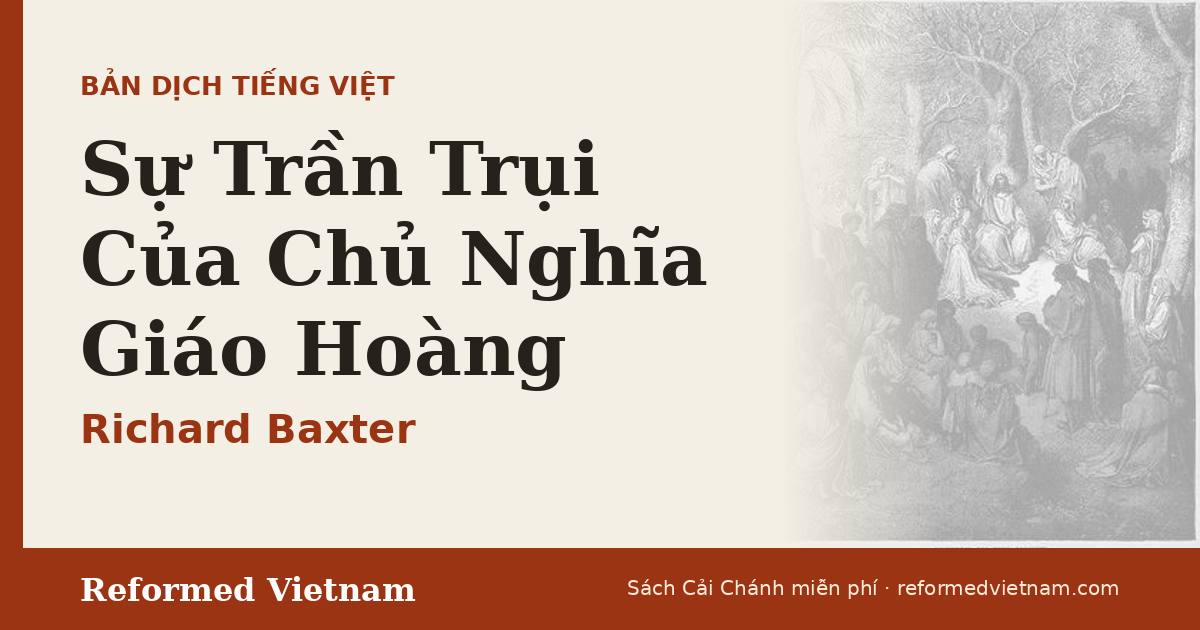 BẢN DỊCH TIẾNG VIỆT
Sự Trần Trụi
Của Chủ Nghĩa
Giáo Hoàng
Richard Baxter
Reformed Vietnam
Sách Cải Chánh miễn phí · reformedvietnam.com